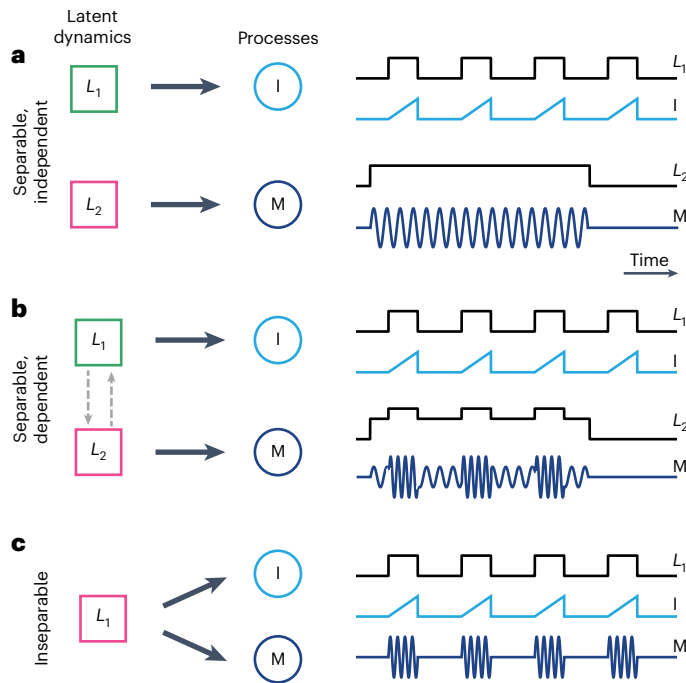 Latent
dynamics
Processes
a
Separable,
independent
L₁
I
L₁
I
L₂
M
L₂
M
Time
b
Separable,
dependent
L₁
I
L₁
I
L₂
M
L₂
M
c
Inseparable
L₁
I
M
L₁
I
M